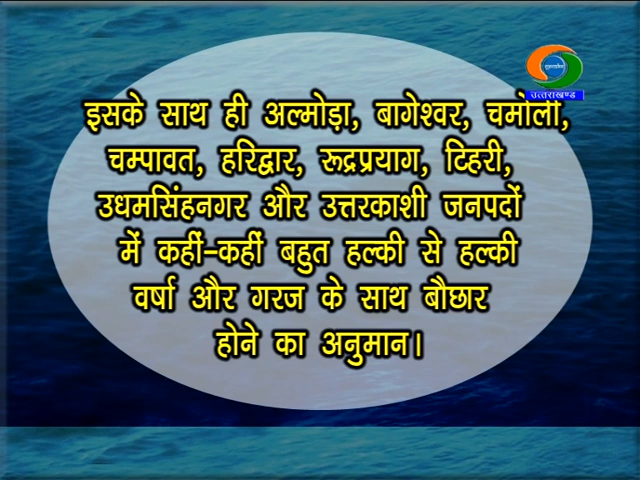 उत्तराखण्ड
इसके साथ ही अल्मोड़ा, बागेश्वर, चमोली,
चम्पावत, हरिद्वार, रूद्रप्रयाग, टिहरी,
उधमसिंहनगर और उत्तरकाशी जनपदों
में कहीं-कहीं बहुत हल्की से हल्की
वर्षा और गरज के साथ बौछार
होने का अनुमान।